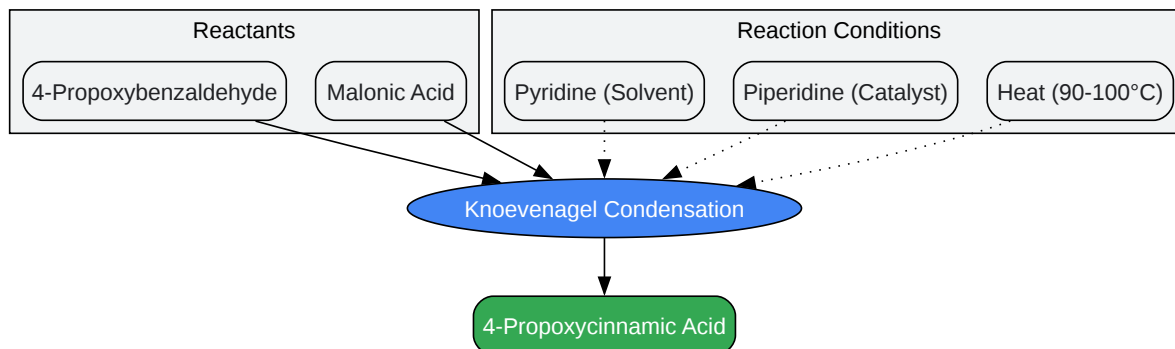 Reactants
Reaction Conditions
4-Propoxybenzaldehyde
Malonic Acid
Pyridine (Solvent)
Piperidine (Catalyst)
Heat (90-100°C)
Knoevenagel Condensation
4-Propoxycinnamic Acid